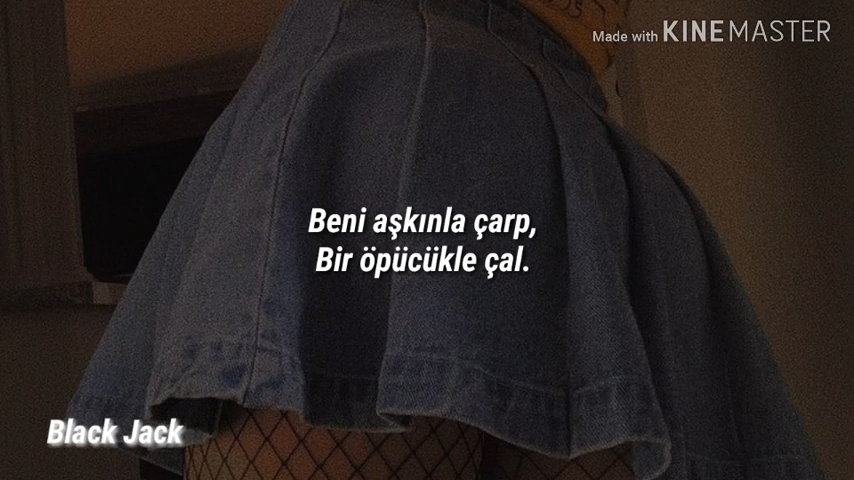 Made with KINEMASTER
Beni aşkınla çarp,
Bir öpücükle çal.
Black Jack